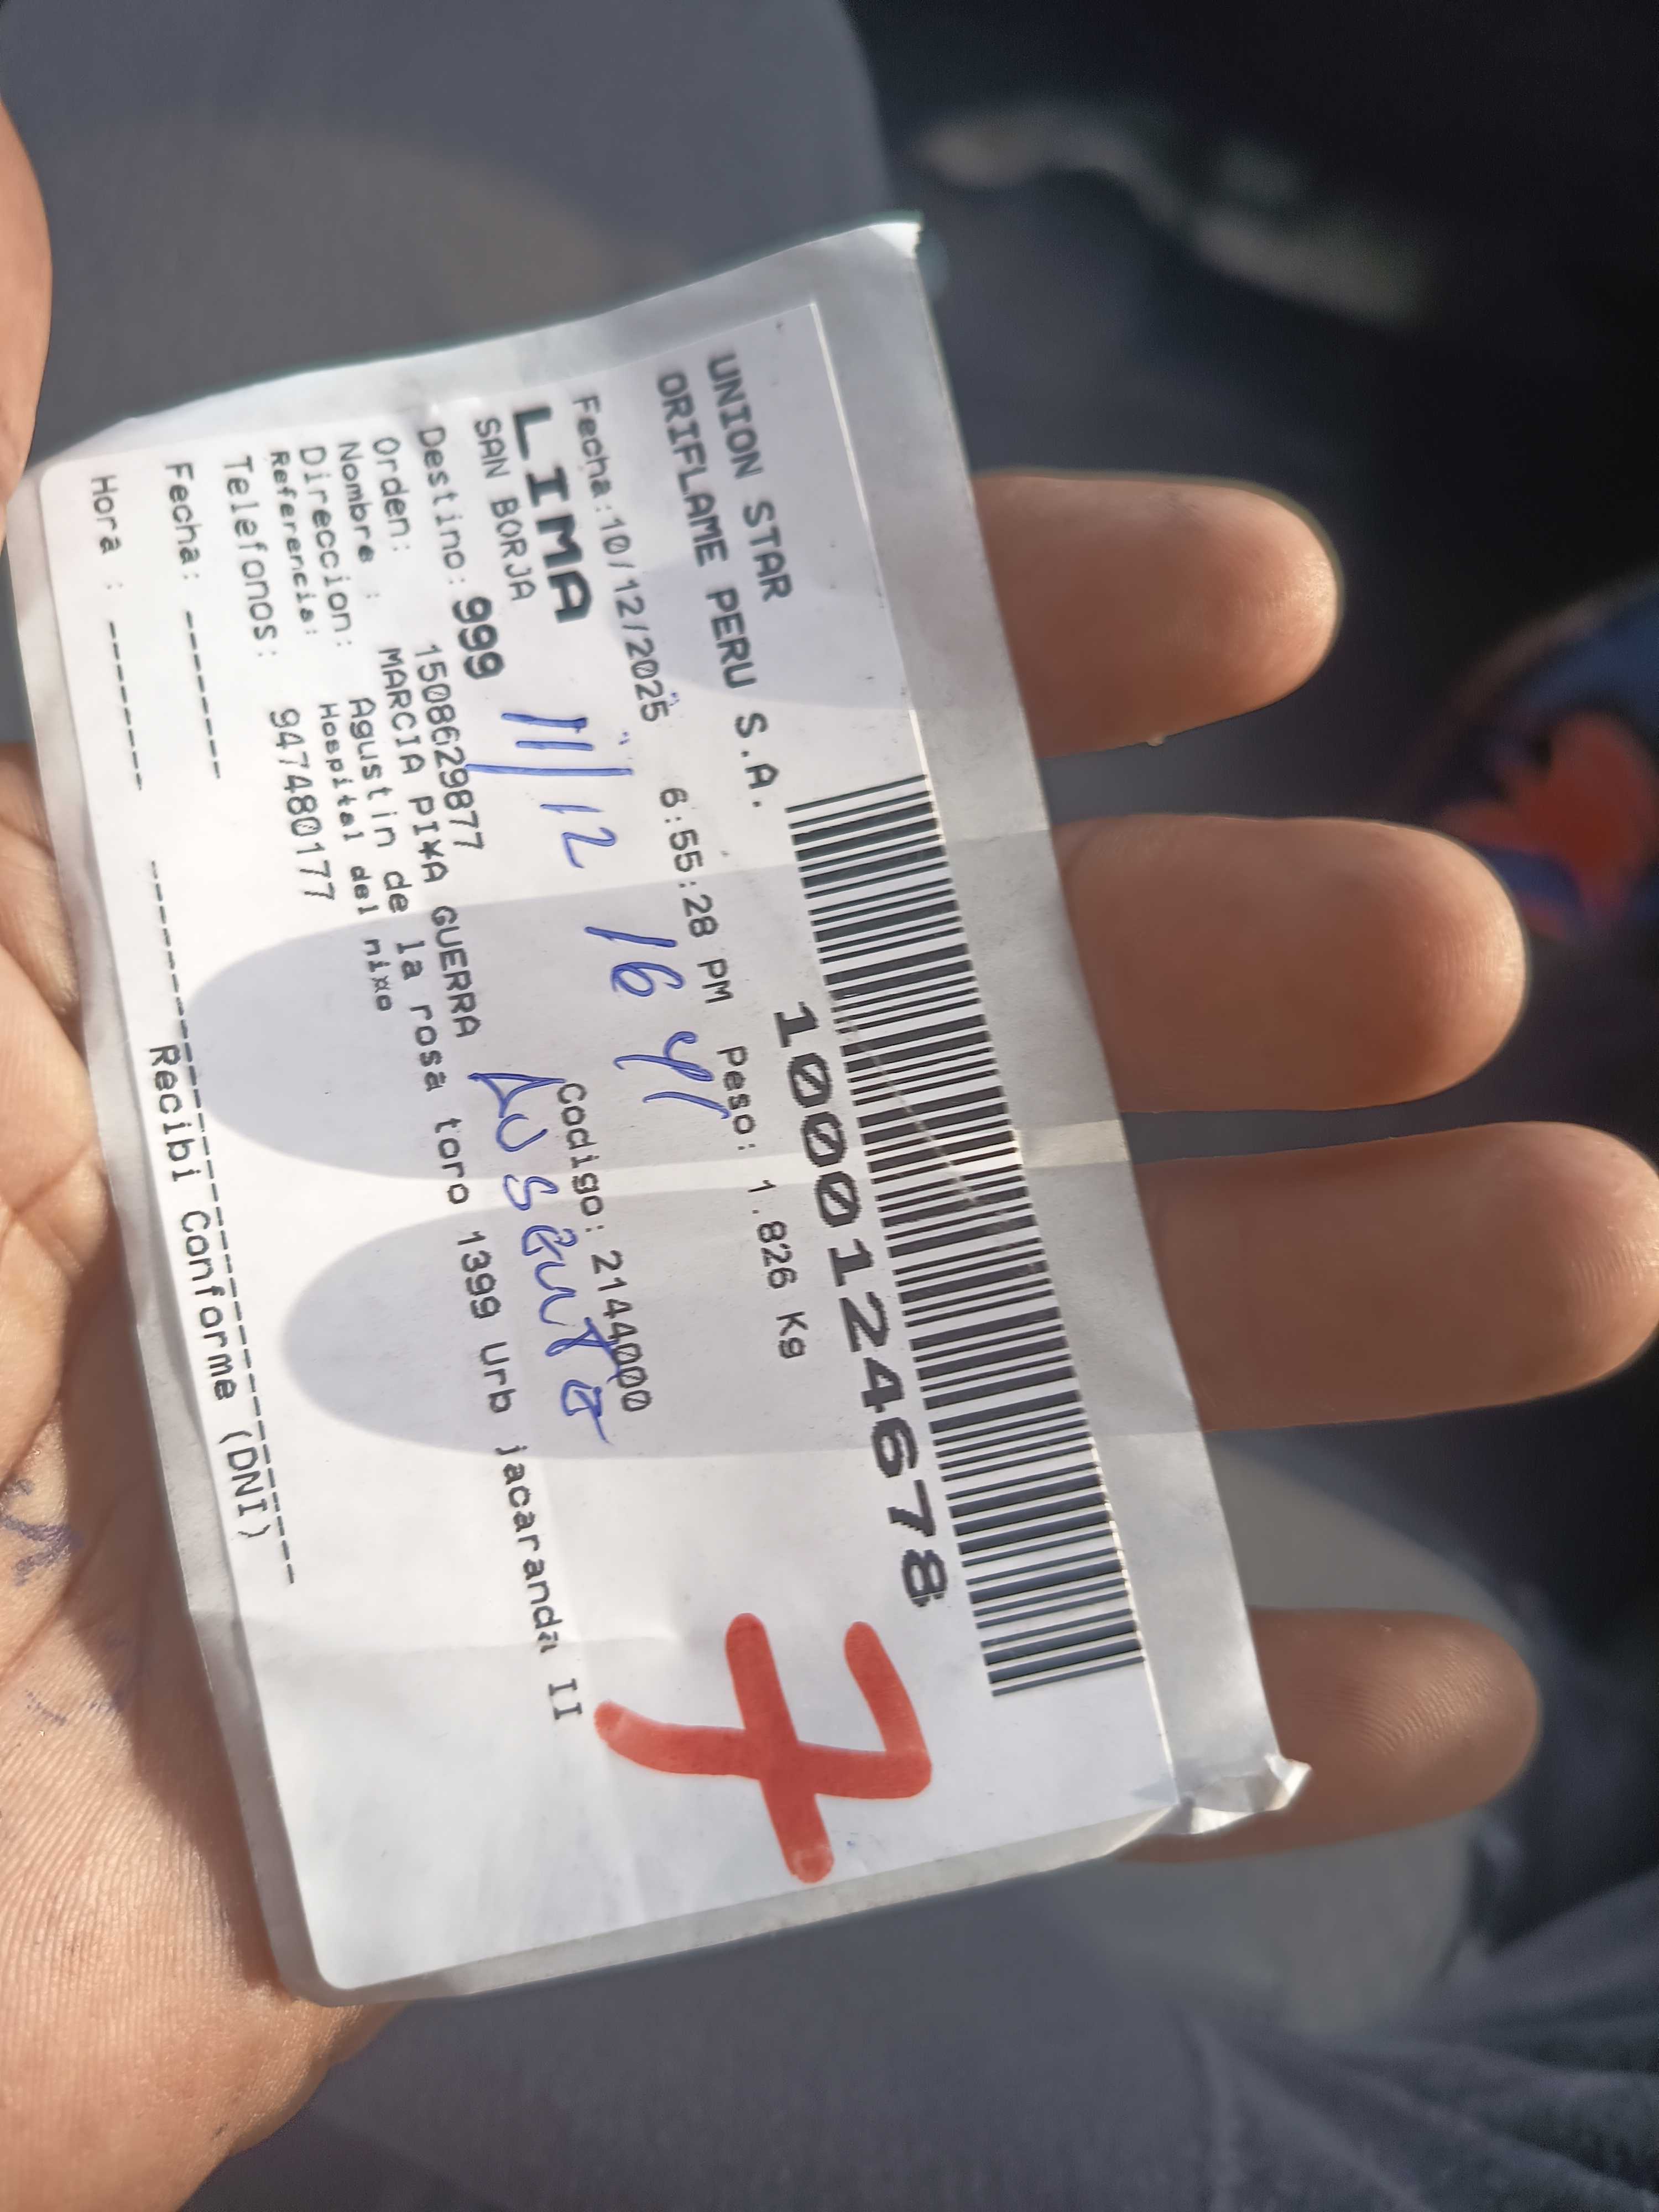 UNION STAR
ORIFLAME PERU S.A.
1000124678
Fecha:10/12/2025 6:55:28 PM Peso: 1.826 Kg
LIMA
SAN BORJA
11/12 16 41
7
Destino: 999 Codigo: 2144000
Ausente
Orden: 1508629877
Nombre : MARCIA PI¥A GUERRA
Direccion: Agustin de la rosa toro 1399 Urb jacaranda II
Referencia: Hospital del ni¤o
Telefonos: 947480177
Fecha: -------
Hora : -------
Recibi Conforme (DNI)